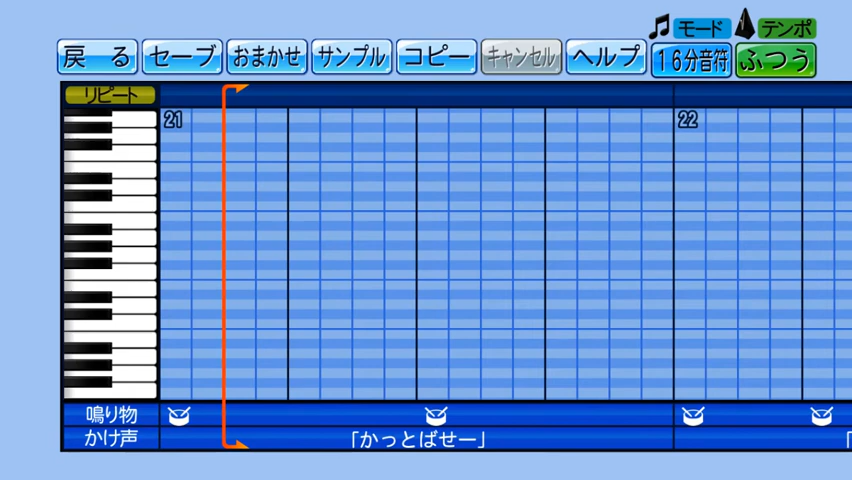 モード テンポ
戻る セーブ おまかせ サンプル コピー キャンセル ヘルプ 16分音符 ふつう
リピート
21 22
鳴り物
かけ声 「かっとばせー」 「